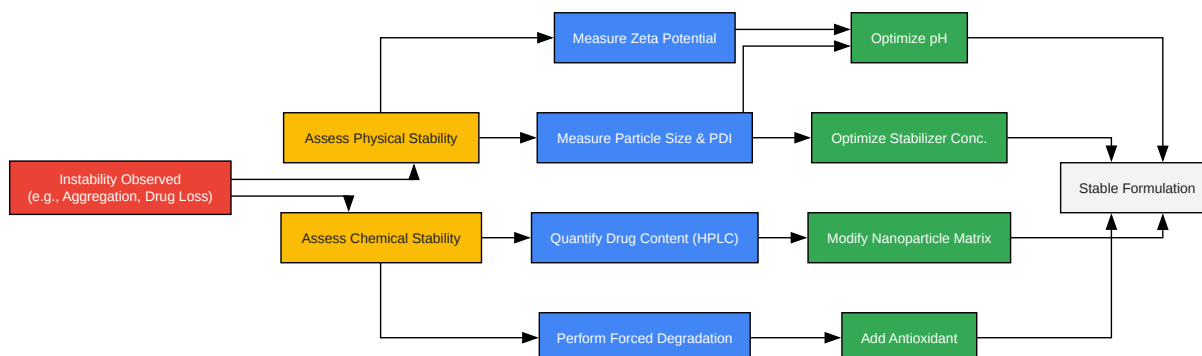 Measure Zeta Potential
Optimize pH
Assess Physical Stability
Measure Particle Size & PDI
Optimize Stabilizer Conc.
Instability Observed
(e.g., Aggregation, Drug Loss)
Stable Formulation
Assess Chemical Stability
Quantify Drug Content (HPLC)
Modify Nanoparticle Matrix
Perform Forced Degradation
Add Antioxidant